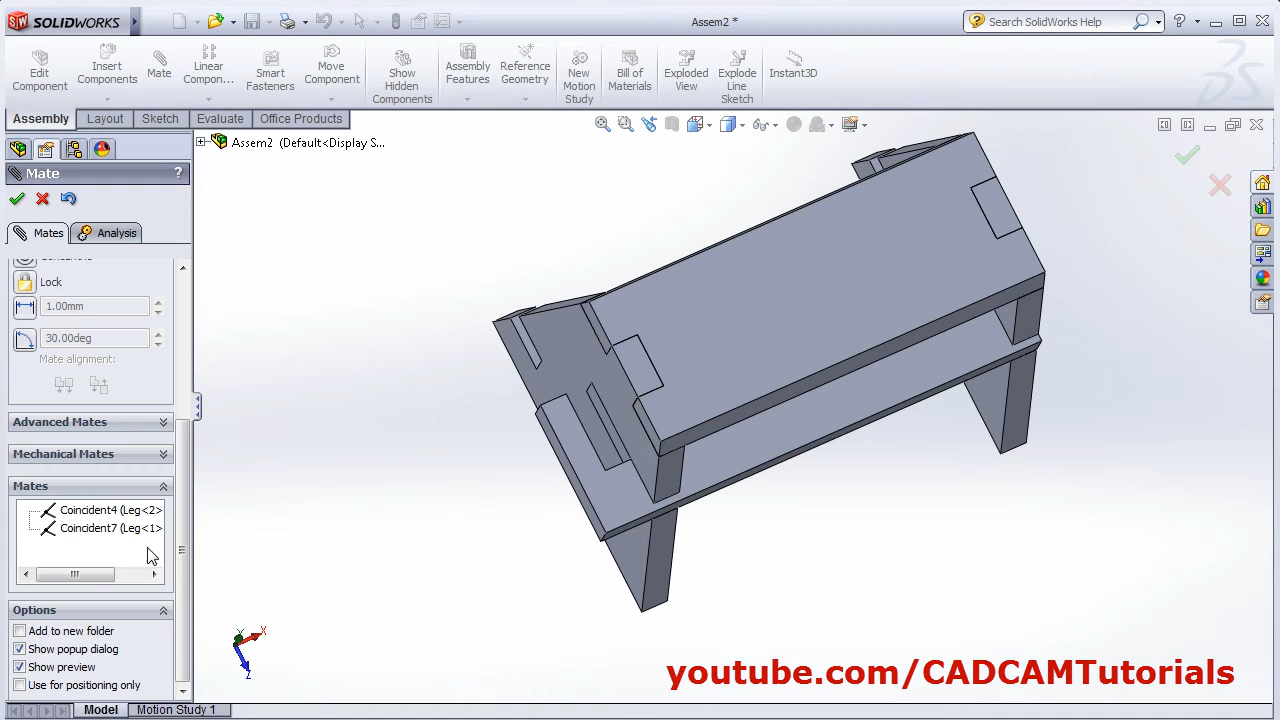 SOLIDWORKS
Assem2 *
Search SolidWorks Help
Edit Component
Insert Components
Mate
Linear Compon...
Smart Fasteners
Move Component
Show Hidden Components
Assembly Features
Reference Geometry
New Motion Study
Bill of Materials
Exploded View
Explode Line Sketch
Instant3D
Assembly
Layout
Sketch
Evaluate
Office Products
Assem2 (Default<Display S...
Mate
?
Mates
Analysis
Lock
1.00mm
30.00deg
Mate alignment:
Advanced Mates
Mechanical Mates
Mates
Coincident4 (Leg<2>
Coincident7 (Leg<1>
Options
Add to new folder
Show popup dialog
Show preview
Use for positioning only
Y
X
Z
youtube.com/CADCAMTutorials
Model
Motion Study 1